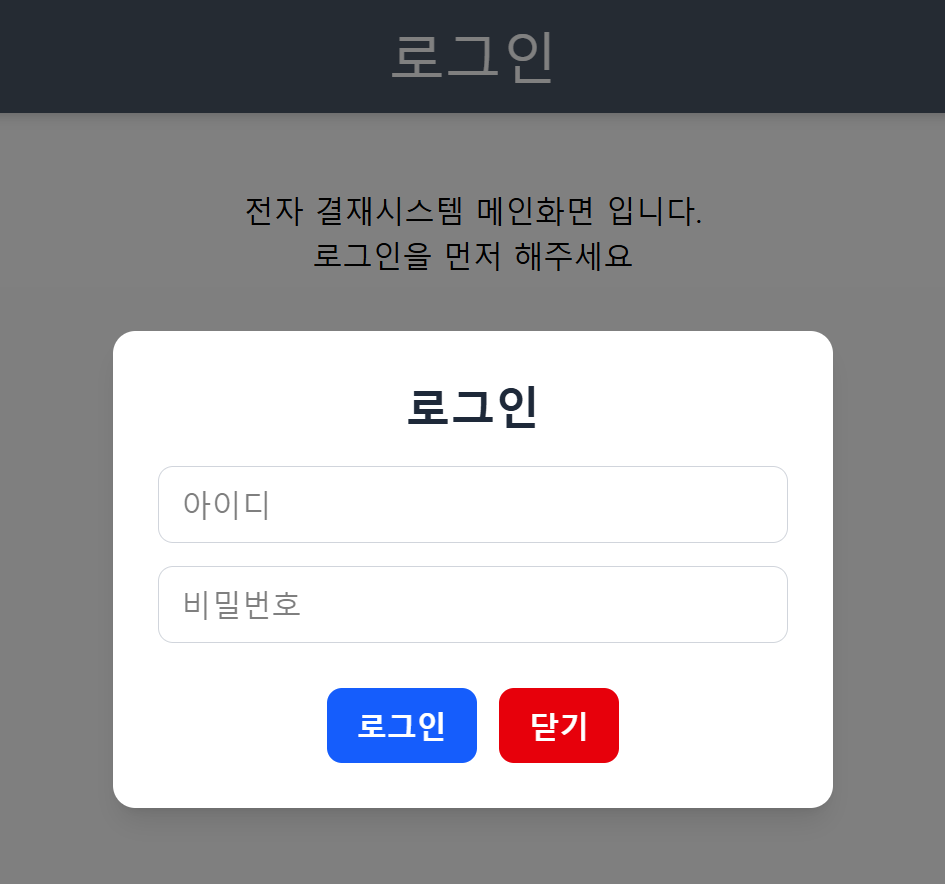 로그인
전자 결재시스템 메인화면 입니다.
로그인을 먼저 해주세요
로그인
아이디
비밀번호
로그인 닫기